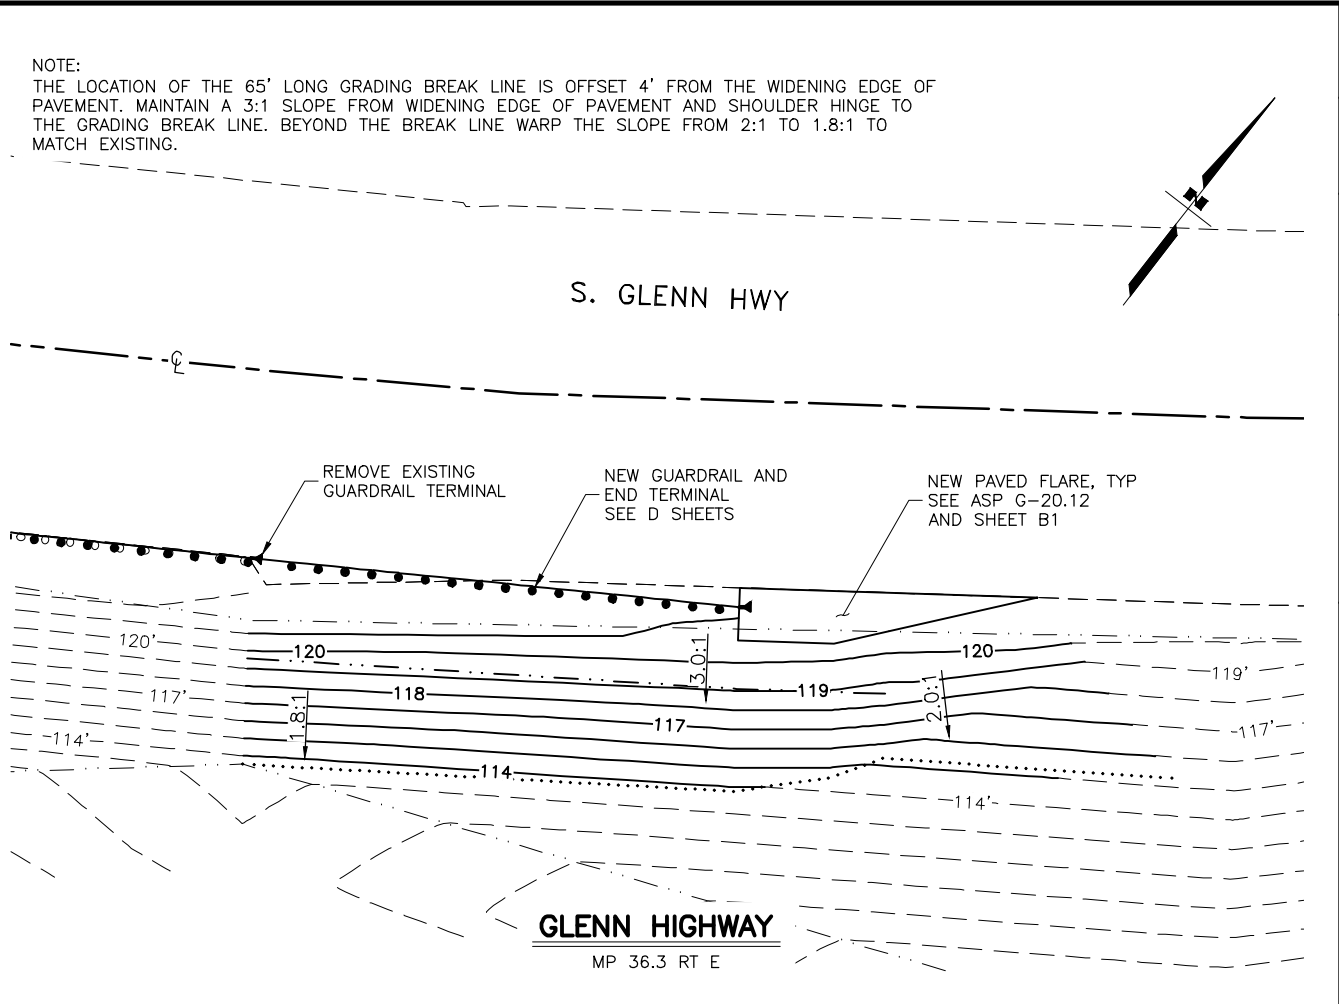 NOTE:
THE LOCATION OF THE 65' LONG GRADING BREAK LINE IS OFFSET 4' FROM THE WIDENING EDGE OF
PAVEMENT. MAINTAIN A 3:1 SLOPE FROM WIDENING EDGE OF PAVEMENT AND SHOULDER HINGE TO
THE GRADING BREAK LINE. BEYOND THE BREAK LINE WARP THE SLOPE FROM 2:1 TO 1.8:1 TO
MATCH EXISTING.
N
S. GLENN HWY
CL
REMOVE EXISTING
GUARDRAIL TERMINAL
NEW GUARDRAIL AND
END TERMINAL
SEE D SHEETS
NEW PAVED FLARE, TYP
SEE ASP G-20.12
AND SHEET B1
120'
120
3.0:1
120
119'
117'
118
119
2.0:1
1.8:1
117
117'
114'
114
114'
GLENN HIGHWAY
MP 36.3 RT E